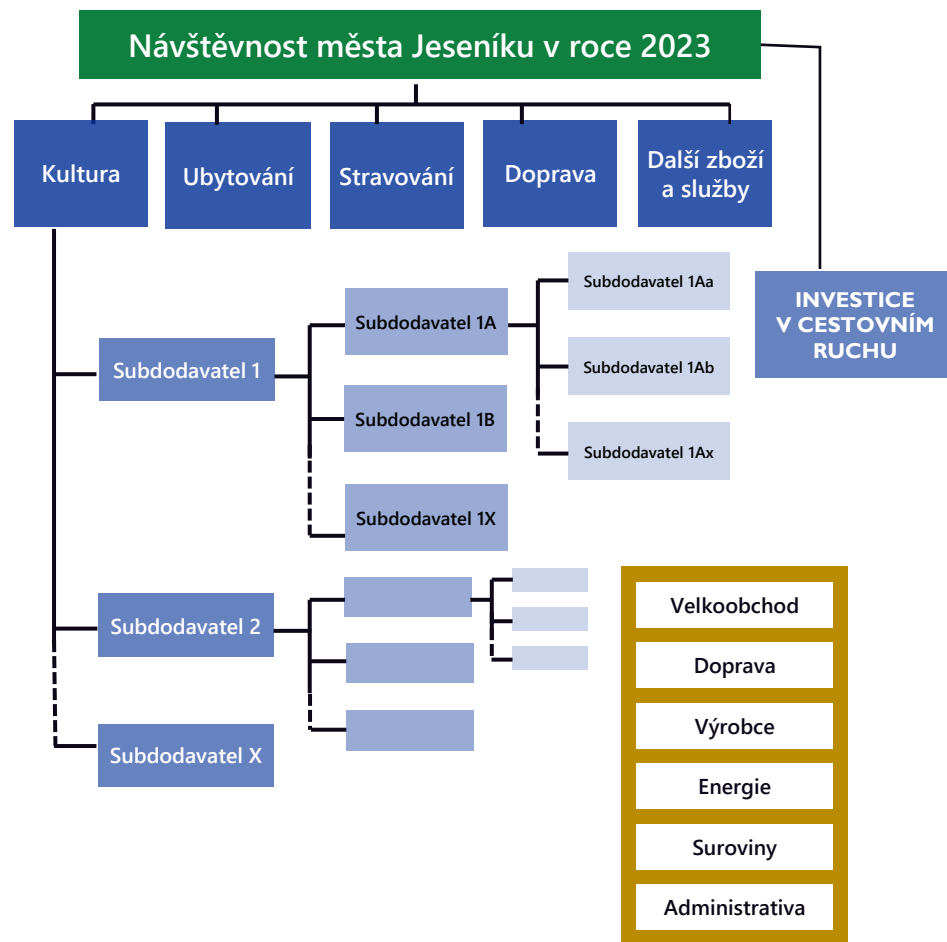 Návštěvnost města Jeseníku v roce 2023
Kultura
Ubytování
Stravování
Doprava
Další zboží
a služby
INVESTICE
V CESTOVNÍM
RUCHU
Subdodavatel 1
Subdodavatel 1A
Subdodavatel 1Aa
Subdodavatel 1Ab
Subdodavatel 1Ax
Subdodavatel 1B
Subdodavatel 1X
Subdodavatel 2
Subdodavatel X
Velkoobchod
Doprava
Výrobce
Energie
Suroviny
Administrativa